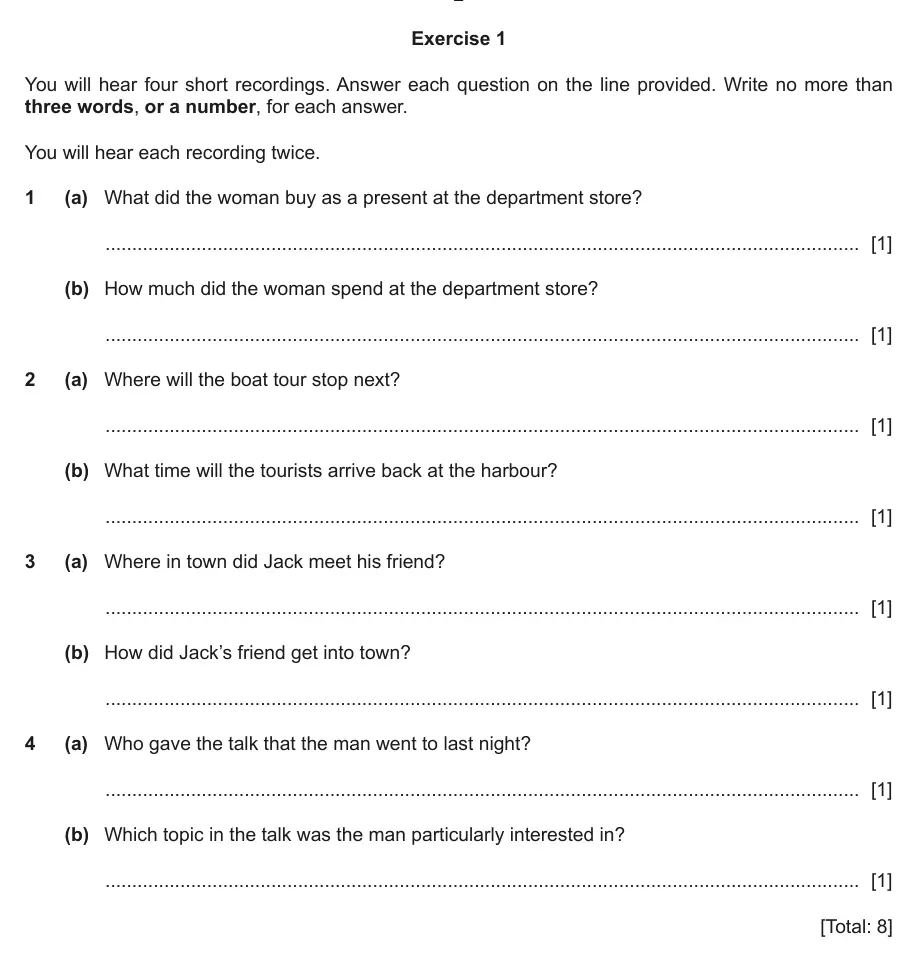 Exercise 1
You will hear four short recordings. Answer each question on the line provided. Write no more than
three words, or a number, for each answer.
You will hear each recording twice.
1 (a) What did the woman buy as a present at the department store?
.............................................................................................................................................. [1]
(b) How much did the woman spend at the department store?
.............................................................................................................................................. [1]
2 (a) Where will the boat tour stop next?
.............................................................................................................................................. [1]
(b) What time will the tourists arrive back at the harbour?
.............................................................................................................................................. [1]
3 (a) Where in town did Jack meet his friend?
.............................................................................................................................................. [1]
(b) How did Jack’s friend get into town?
.............................................................................................................................................. [1]
4 (a) Who gave the talk that the man went to last night?
.............................................................................................................................................. [1]
(b) Which topic in the talk was the man particularly interested in?
.............................................................................................................................................. [1]
[Total: 8]